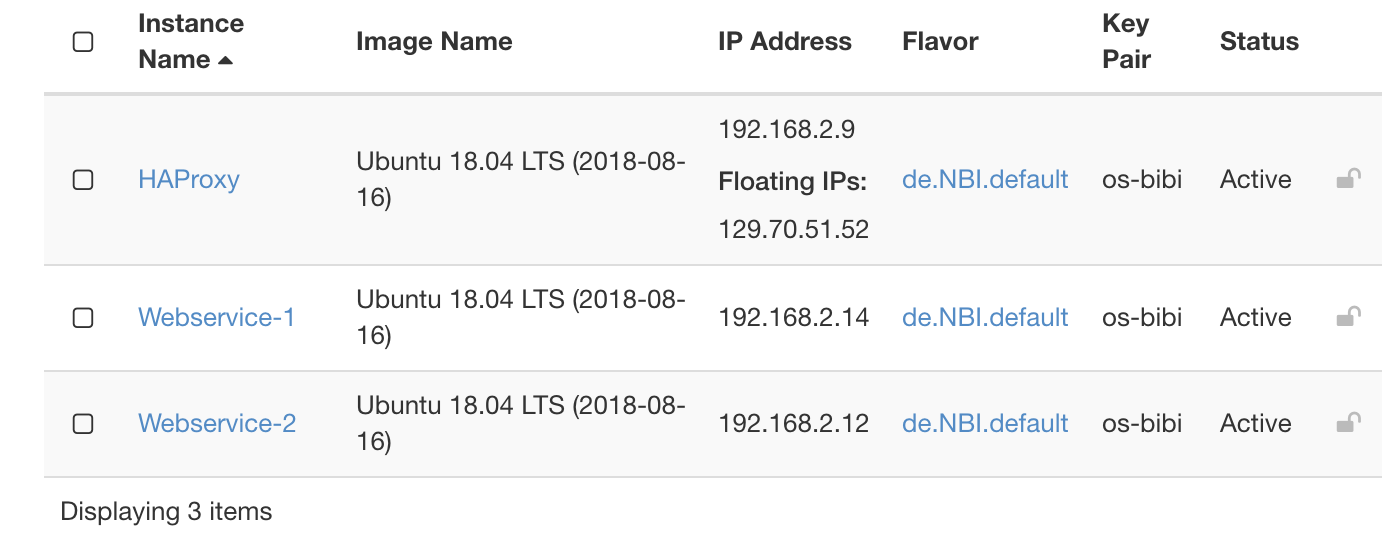 Instance Name Image Name IP Address Flavor Key Pair Status
192.168.2.9
HAProxy Ubuntu 18.04 LTS (2018-08-
16) Floating IPs: de.NBI.default os-bibi Active
129.70.51.52
Webservice-1 Ubuntu 18.04 LTS (2018-08-
16) 192.168.2.14 de.NBI.default os-bibi Active
Webservice-2 Ubuntu 18.04 LTS (2018-08-
16) 192.168.2.12 de.NBI.default os-bibi Active
Displaying 3 items